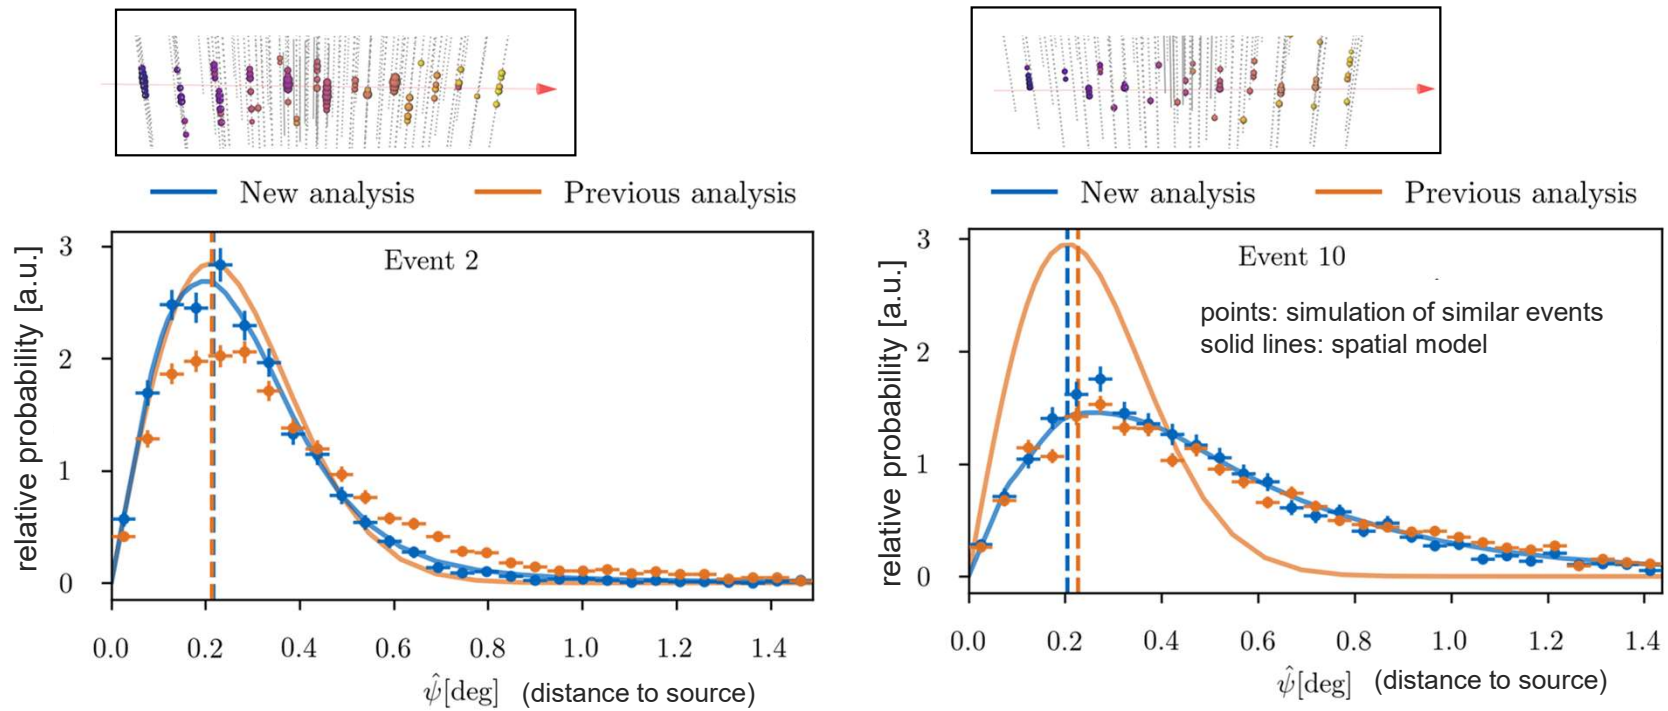 New analysis
Previous analysis
Event 2
relative probability [a.u.]
3
2
1
0
0.0 0.2 0.4 0.6 0.8 1.0 1.2 1.4
ψ̂[deg] (distance to source)
New analysis
Previous analysis
Event 10
points: simulation of similar events
solid lines: spatial model
relative probability [a.u.]
3
2
1
0
0.0 0.2 0.4 0.6 0.8 1.0 1.2 1.4
ψ̂[deg] (distance to source)